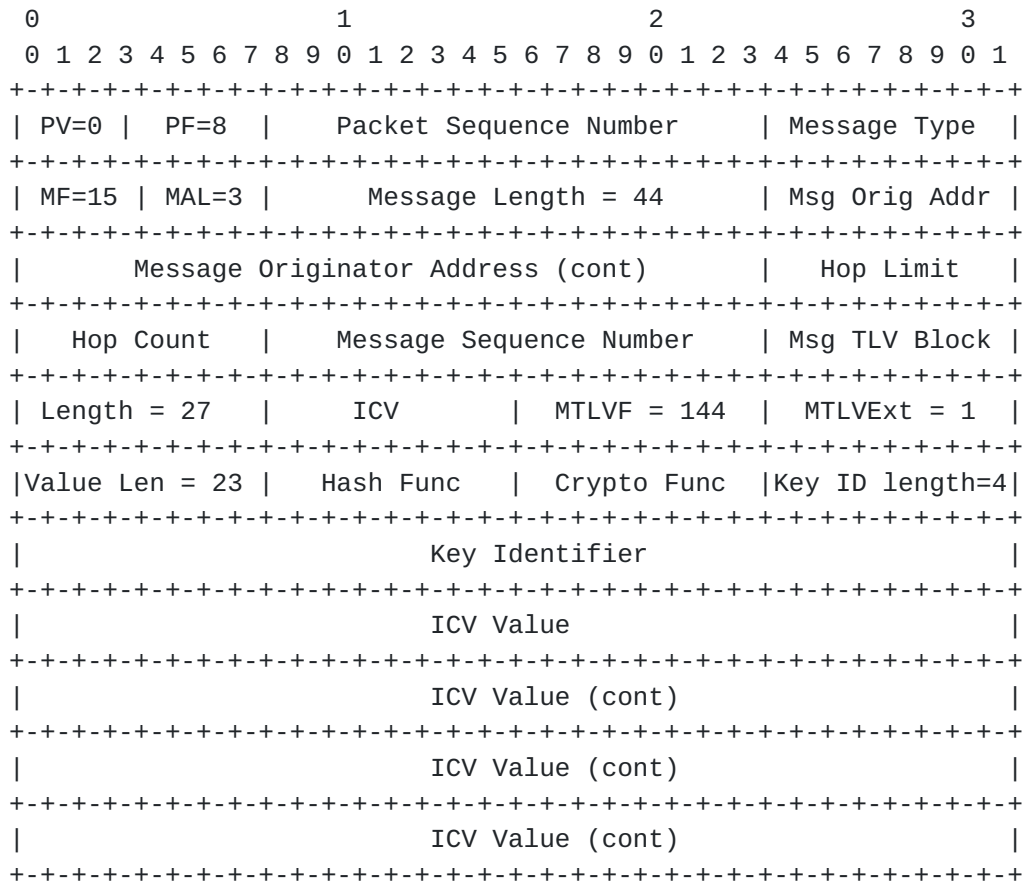 0                   1                   2                   3
 0 1 2 3 4 5 6 7 8 9 0 1 2 3 4 5 6 7 8 9 0 1 2 3 4 5 6 7 8 9 0 1
+-+-+-+-+-+-+-+-+-+-+-+-+-+-+-+-+-+-+-+-+-+-+-+-+-+-+-+-+-+-+-+-+
| PV=0 |  PF=8  |    Packet Sequence Number     | Message Type  |
+-+-+-+-+-+-+-+-+-+-+-+-+-+-+-+-+-+-+-+-+-+-+-+-+-+-+-+-+-+-+-+-+
| MF=15 | MAL=3 |      Message Length = 44      | Msg Orig Addr |
+-+-+-+-+-+-+-+-+-+-+-+-+-+-+-+-+-+-+-+-+-+-+-+-+-+-+-+-+-+-+-+-+
|       Message Originator Address (cont)       |   Hop Limit   |
+-+-+-+-+-+-+-+-+-+-+-+-+-+-+-+-+-+-+-+-+-+-+-+-+-+-+-+-+-+-+-+-+
|   Hop Count   |    Message Sequence Number    | Msg TLV Block |
+-+-+-+-+-+-+-+-+-+-+-+-+-+-+-+-+-+-+-+-+-+-+-+-+-+-+-+-+-+-+-+-+
| Length = 27   |     ICV       |  MTLVF = 144  |  MTLVExt = 1  |
+-+-+-+-+-+-+-+-+-+-+-+-+-+-+-+-+-+-+-+-+-+-+-+-+-+-+-+-+-+-+-+-+
|Value Len = 23 |   Hash Func   |  Crypto Func  |Key ID length=4|
+-+-+-+-+-+-+-+-+-+-+-+-+-+-+-+-+-+-+-+-+-+-+-+-+-+-+-+-+-+-+-+-+
|                          Key Identifier                       |
+-+-+-+-+-+-+-+-+-+-+-+-+-+-+-+-+-+-+-+-+-+-+-+-+-+-+-+-+-+-+-+-+
|                          ICV Value                            |
+-+-+-+-+-+-+-+-+-+-+-+-+-+-+-+-+-+-+-+-+-+-+-+-+-+-+-+-+-+-+-+-+
|                          ICV Value (cont)                     |
+-+-+-+-+-+-+-+-+-+-+-+-+-+-+-+-+-+-+-+-+-+-+-+-+-+-+-+-+-+-+-+-+
|                          ICV Value (cont)                     |
+-+-+-+-+-+-+-+-+-+-+-+-+-+-+-+-+-+-+-+-+-+-+-+-+-+-+-+-+-+-+-+-+
|                          ICV Value (cont)                     |
+-+-+-+-+-+-+-+-+-+-+-+-+-+-+-+-+-+-+-+-+-+-+-+-+-+-+-+-+-+-+-+-+